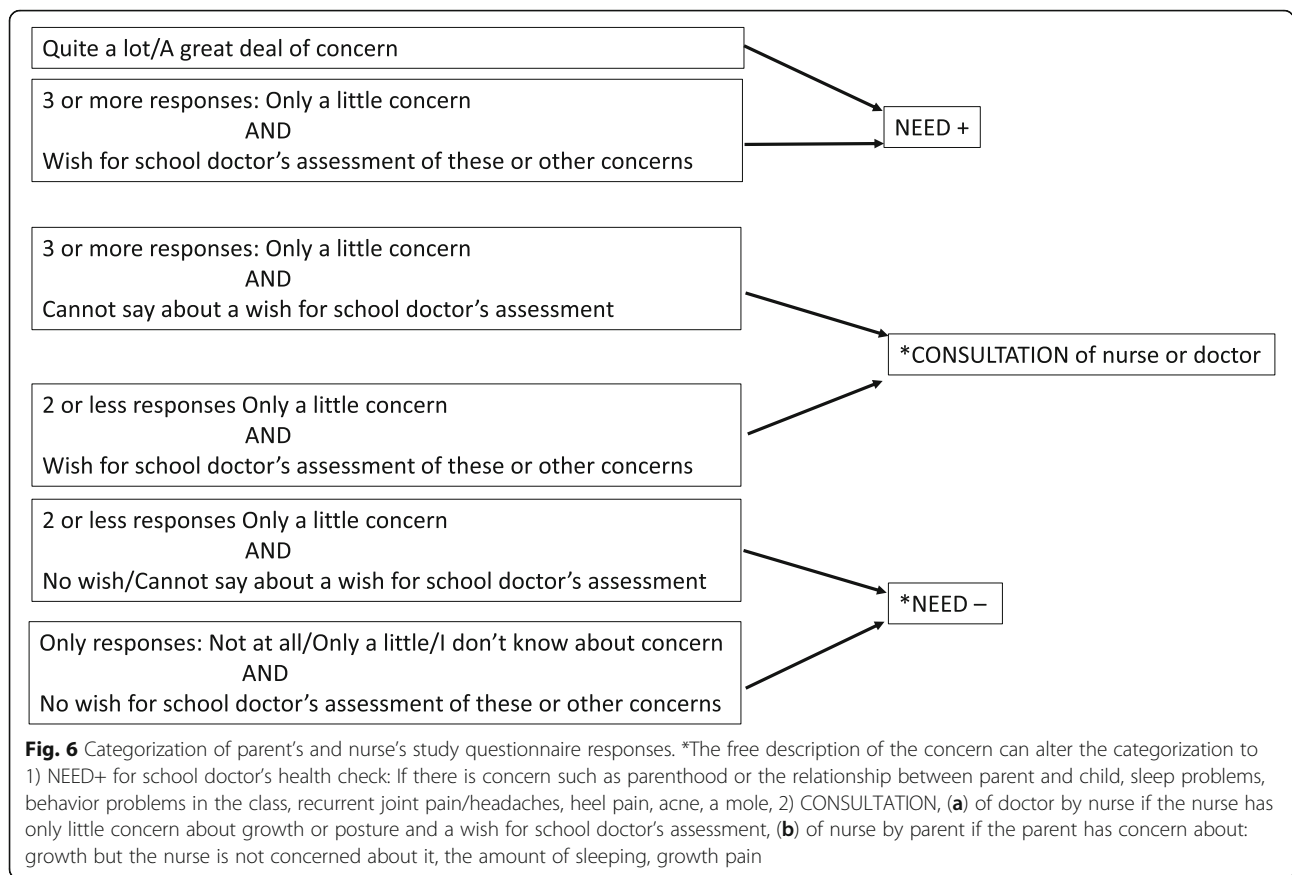 Quite a lot/A great deal of concern
3 or more responses: Only a little concern
AND
Wish for school doctor’s assessment of these or other concerns
NEED +
3 or more responses: Only a little concern
AND
Cannot say about a wish for school doctor’s assessment
*CONSULTATION of nurse or doctor
2 or less responses Only a little concern
AND
Wish for school doctor’s assessment of these or other concerns
2 or less responses Only a little concern
AND
No wish/Cannot say about a wish for school doctor’s assessment
*NEED –
Only responses: Not at all/Only a little/I don’t know about concern
AND
No wish for school doctor’s assessment of these or other concerns
Fig. 6 Categorization of parent’s and nurse’s study questionnaire responses. *The free description of the concern can alter the categorization to
1) NEED+ for school doctor’s health check: If there is concern such as parenthood or the relationship between parent and child, sleep problems,
behavior problems in the class, recurrent joint pain/headaches, heel pain, acne, a mole, 2) CONSULTATION, (a) of doctor by nurse if the nurse has
only little concern about growth or posture and a wish for school doctor’s assessment, (b) of nurse by parent if the parent has concern about:
growth but the nurse is not concerned about it, the amount of sleeping, growth pain